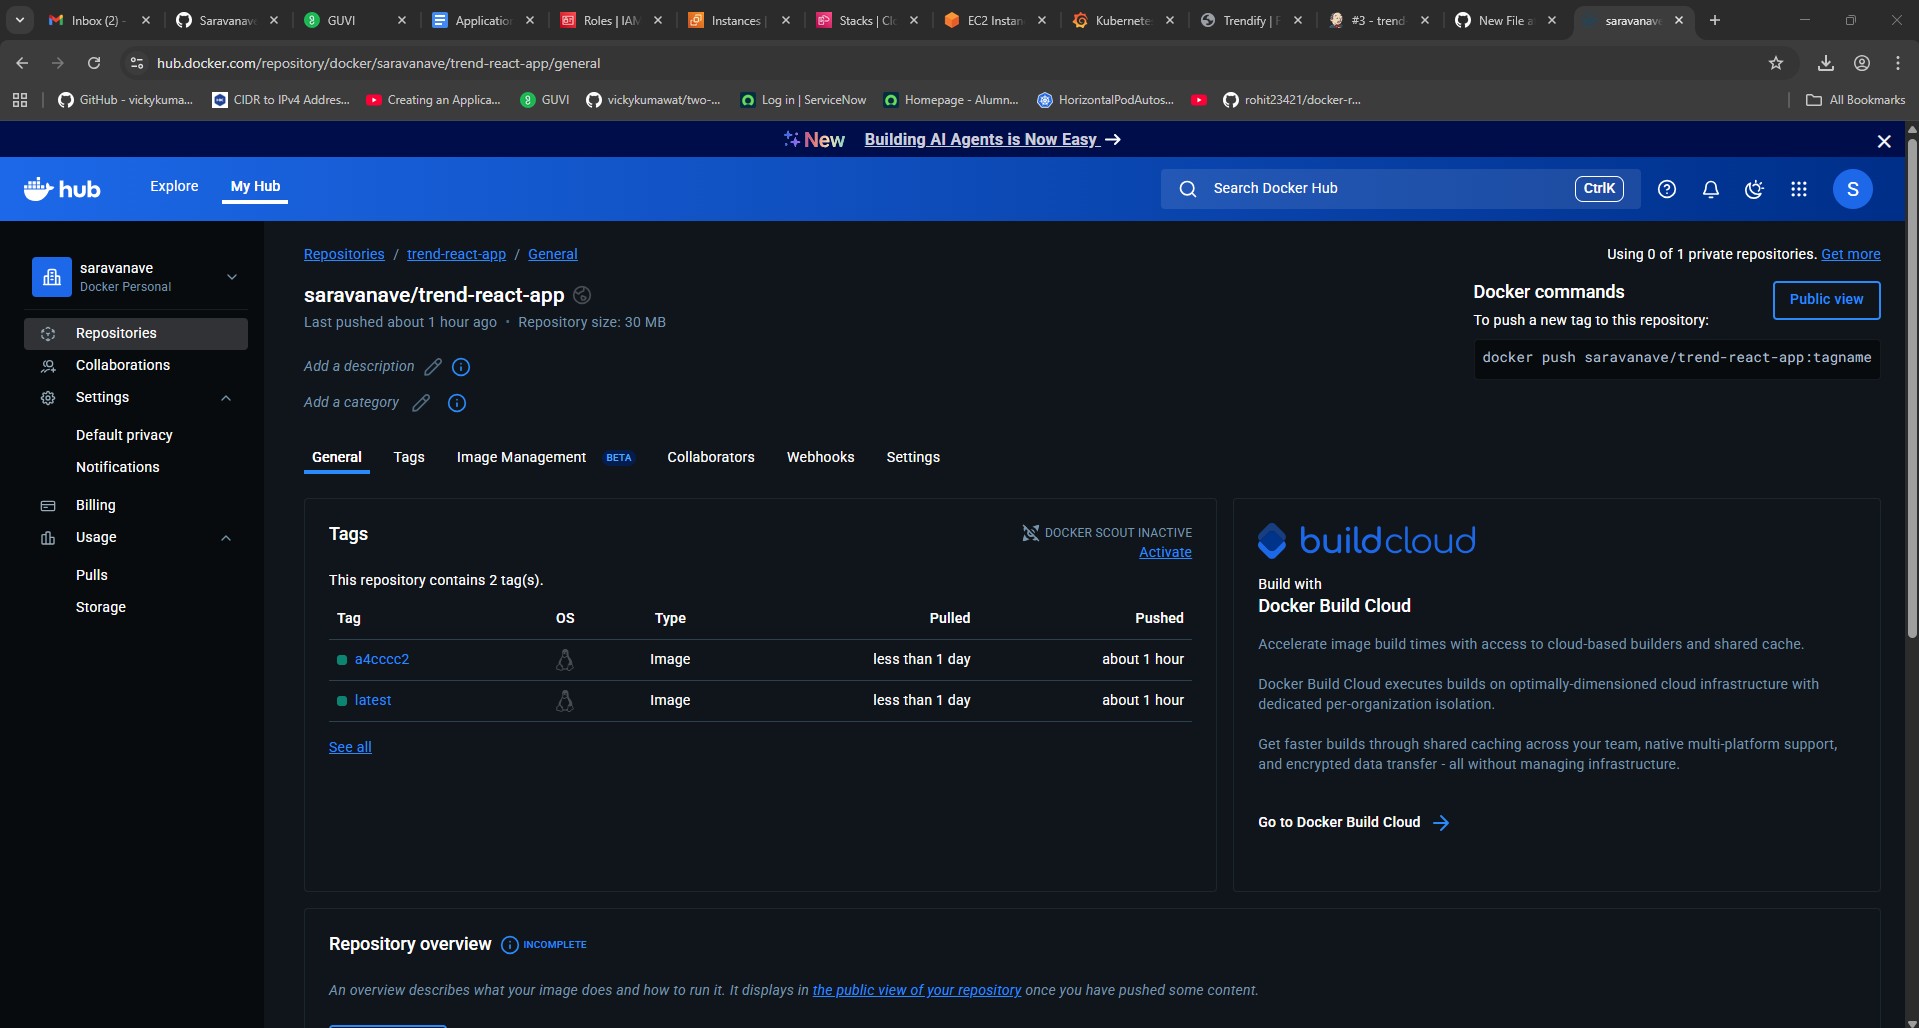 Inbox (2) -
Saravanave
GUVI
Application
Roles | IAM
Instances |
Stacks | Clo
EC2 Instan
Kubernetes
Trendify | F
#3 - trend-
New File a
saravanave
hub.docker.com/repository/docker/saravanave/trend-react-app/general
GitHub - vickykuma...
CIDR to IPv4 Addres...
Creating an Applica...
GUVI
vickykumawat/two-...
Log in | ServiceNow
Homepage - Alumn...
HorizontalPodAutos...
rohit23421/docker-r...
All Bookmarks
New Building AI Agents is Now Easy →
hub
Explore
My Hub
Search Docker Hub
CtrlK
S
saravanave
Docker Personal
Repositories
Collaborations
Settings
Default privacy
Notifications
Billing
Usage
Pulls
Storage
Repositories / trend-react-app / General
Using 0 of 1 private repositories. Get more
saravanave/trend-react-app
Last pushed about 1 hour ago • Repository size: 30 MB
Add a description
Add a category
Docker commands
Public view
To push a new tag to this repository:
docker push saravanave/trend-react-app:tagname
General
Tags
Image Management BETA
Collaborators
Webhooks
Settings
Tags
DOCKER SCOUT INACTIVE
Activate
This repository contains 2 tag(s).
Tag OS Type Pulled Pushed
a4cccc2 Image less than 1 day about 1 hour
latest Image less than 1 day about 1 hour
See all
buildcloud
Build with
Docker Build Cloud
Accelerate image build times with access to cloud-based builders and shared cache.
Docker Build Cloud executes builds on optimally-dimensioned cloud infrastructure with
dedicated per-organization isolation.
Get faster builds through shared caching across your team, native multi-platform support,
and encrypted data transfer - all without managing infrastructure.
Go to Docker Build Cloud
Repository overview INCOMPLETE
An overview describes what your image does and how to run it. It displays in the public view of your repository once you have pushed some content.